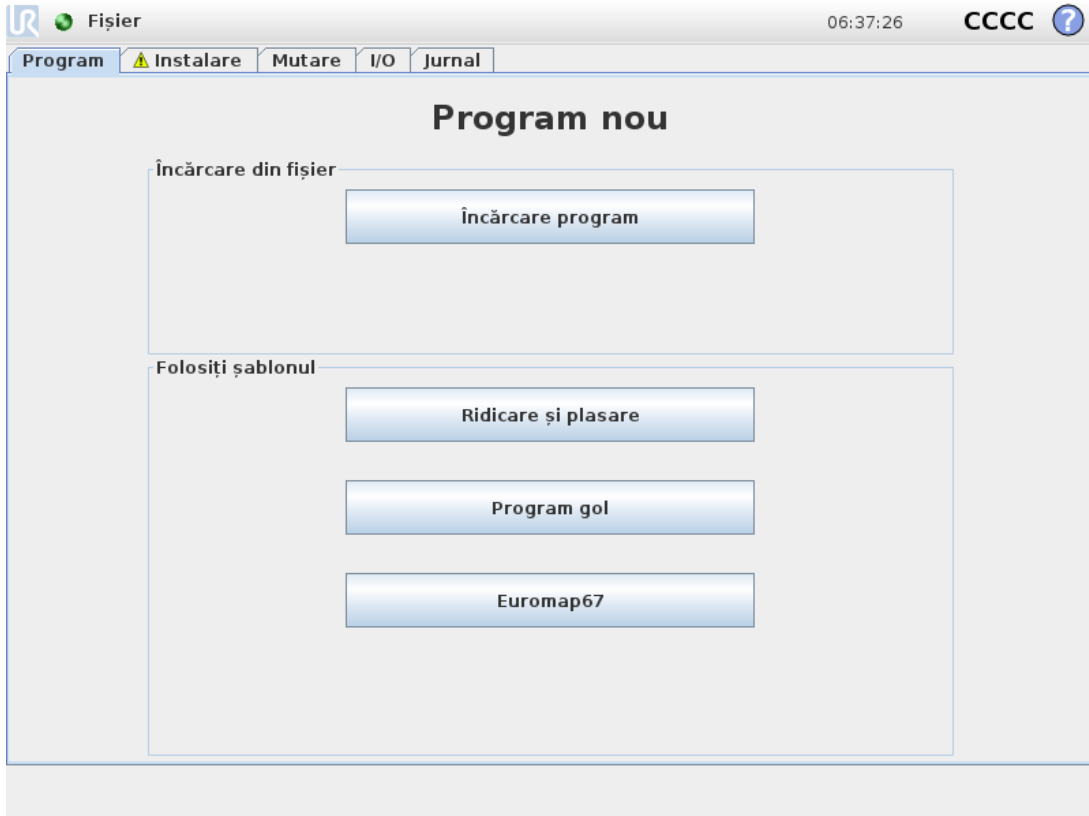 UR Fișier 06:37:26 CCCC ?
Program Instalare Mutare I/O Jurnal
Program nou
Încărcare din fișier
Încărcare program
Folosiți șablonul
Ridicare și plasare
Program gol
Euromap67